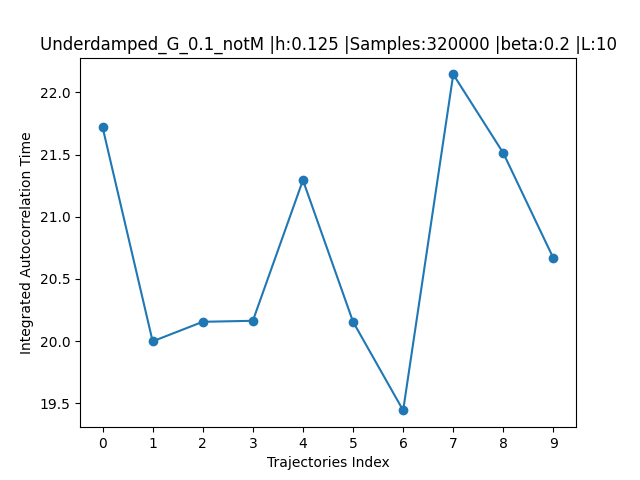 Underdamped_G_0.1_notM |h:0.125 |Samples:320000 |beta:0.2 |L:10
Integrated Autocorrelation Time
22.0
21.5
21.0
20.5
20.0
19.5
0 1 2 3 4 5 6 7 8 9
Trajectories Index